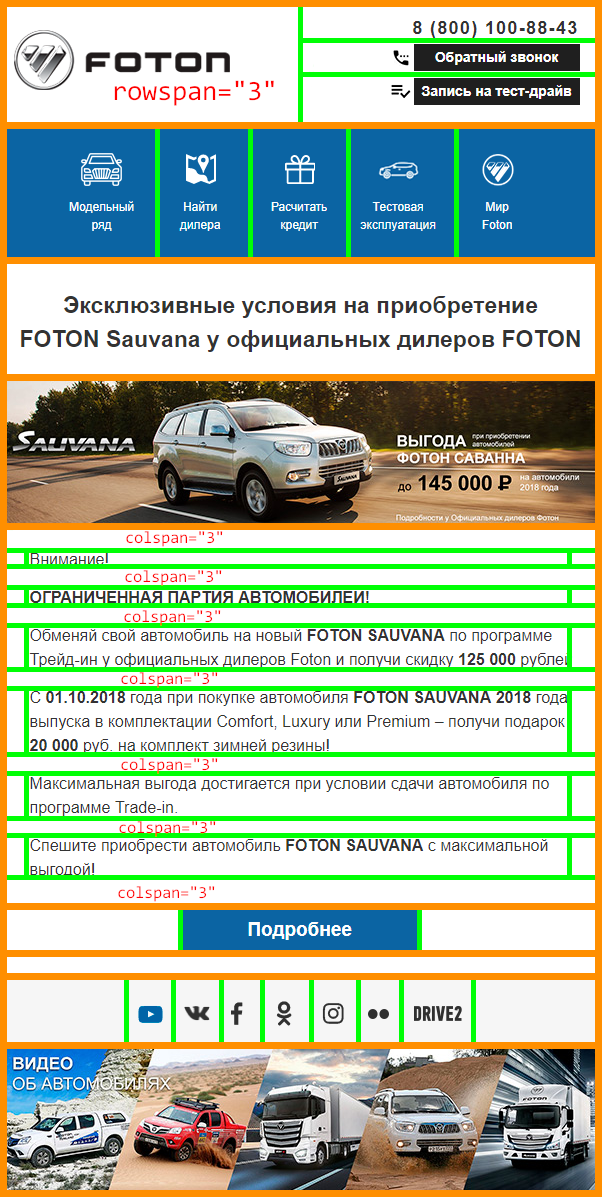 8 (800) 100-88-43
FOTON
Обратный звонок
rowspan="3"
Запись на тест-драйв
Модельный
ряд
Найти
дилера
Расчитать
кредит
Тестовая
эксплуатация
Мир
Foton
Эксклюзивные условия на приобретение
FOTON Sauvana у официальных дилеров FOTON
SAUVANA
ВЫГОДА при приобретении
автомобилей
ФОТОН САВАННА
до 145 000 ₽ на автомобили
2018 года
Подробности у Официальных дилеров Фотон
colspan="3"
Внимание!
colspan="3"
ОГРАНИЧЕННАЯ ПАРТИЯ АВТОМОБИЛЕЙ!
colspan="3"
Обменяй свой автомобиль на новый FOTON SAUVANA по программе
Трейд-ин у официальных дилеров Foton и получи скидку 125 000 рублей
colspan="3"
С 01.10.2018 года при покупке автомобиля FOTON SAUVANA 2018 года
выпуска в комплектации Comfort, Luxury или Premium – получи подарок
20 000 руб. на комплект зимней резины!
colspan="3"
Максимальная выгода достигается при условии сдачи автомобиля по
программе Trade-in.
colspan="3"
Спешите приобрести автомобиль FOTON SAUVANA с максимальной
выгодой!
colspan="3"
Подробнее
DRIVE2
ВИДЕО
ОБ АВТОМОБИЛЯХ